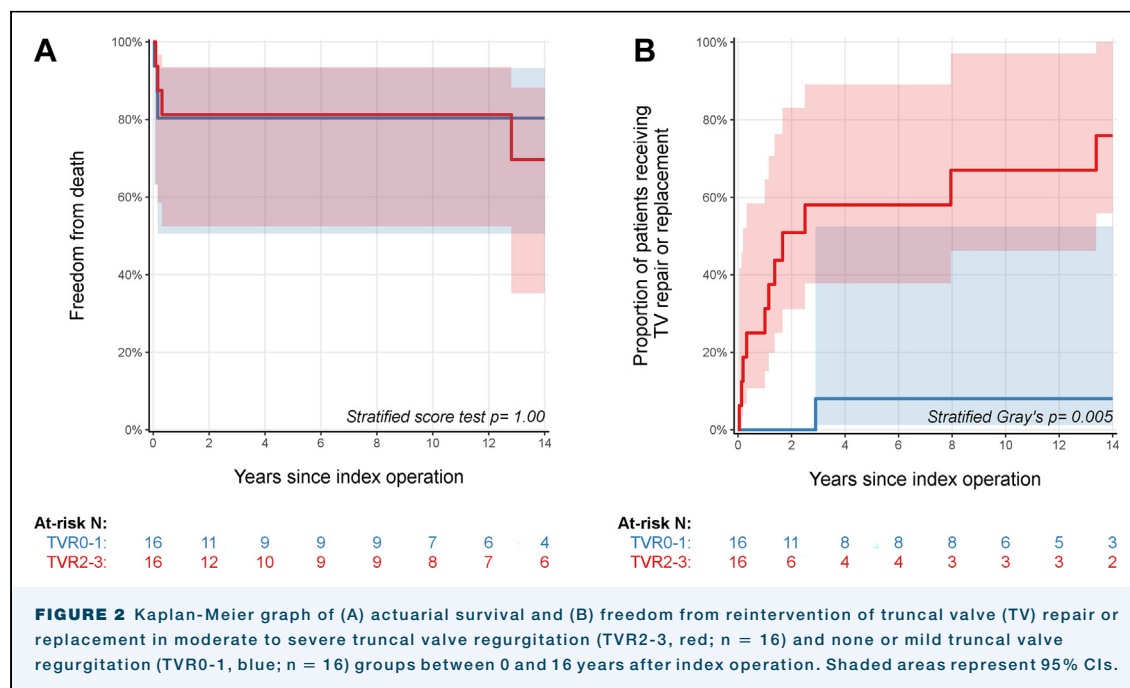 A
100%
80%
60%
40%
20%
0%
Freedom from death
Stratified score test p= 1.00
0 2 4 6 8 10 12 14
Years since index operation
At-risk N:
TVR0-1: 16 11 9 9 9 7 6 4
TVR2-3: 16 12 10 9 9 8 7 6
B
100%
80%
60%
40%
20%
0%
Proportion of patients receiving
TV repair or replacement
Stratified Gray's p= 0.005
0 2 4 6 8 10 12 14
Years since index operation
At-risk N:
TVR0-1: 16 11 8 8 8 6 5 3
TVR2-3: 16 6 4 4 3 3 3 2
FIGURE 2 Kaplan-Meier graph of (A) actuarial survival and (B) freedom from reintervention of truncal valve (TV) repair or
replacement in moderate to severe truncal valve regurgitation (TVR2-3, red; n = 16) and none or mild truncal valve
regurgitation (TVR0-1, blue; n = 16) groups between 0 and 16 years after index operation. Shaded areas represent 95% CIs.